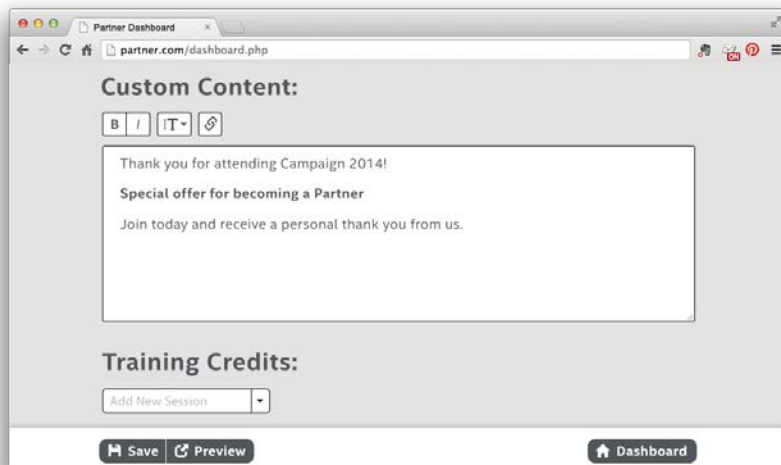 Partner Dashboard
partner.com/dashboard.php
ON
Custom Content:
B I T
Thank you for attending Campaign 2014!
Special offer for becoming a Partner
Join today and receive a personal thank you from us.
Training Credits:
Add New Session
Save Preview Dashboard